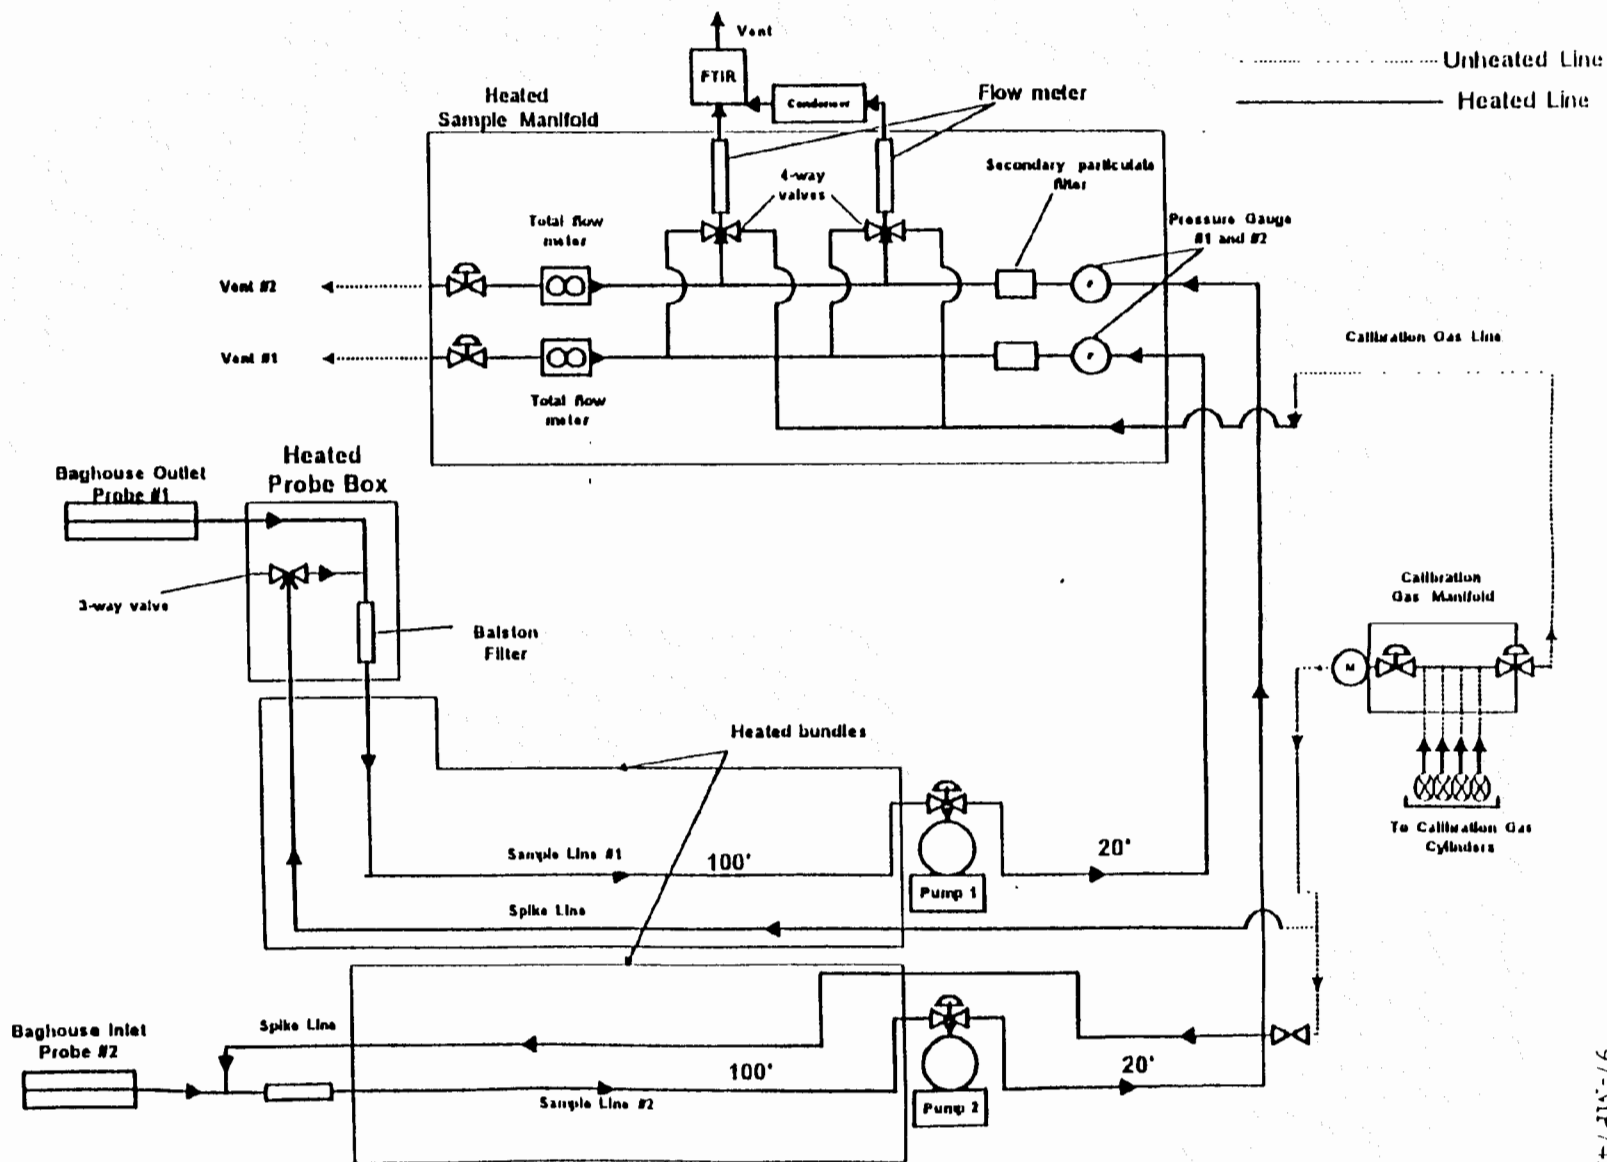 Vent
FTIR
Condenser
Flow meter
Unheated Line
Heated Line
Heated
Sample Manifold
Secondary particulate
filter
4-way
valves
Total flow
meter
Pressure Gauge
#1 and #2
Vent #2
P
Vent #1
P
Calibration Gas Line
Total flow
meter
Heated
Probe Box
Baghouse Outlet
Probe #1
3-way valve
Balston
Filter
Calibration
Gas Manifold
M
Heated bundles
To Calibration Gas
Cylinders
Sample Line #1
100'
20'
Pump 1
Spike Line
Baghouse Inlet
Probe #2
Spike Line
100'
20'
Sample Line #2
Pump 2